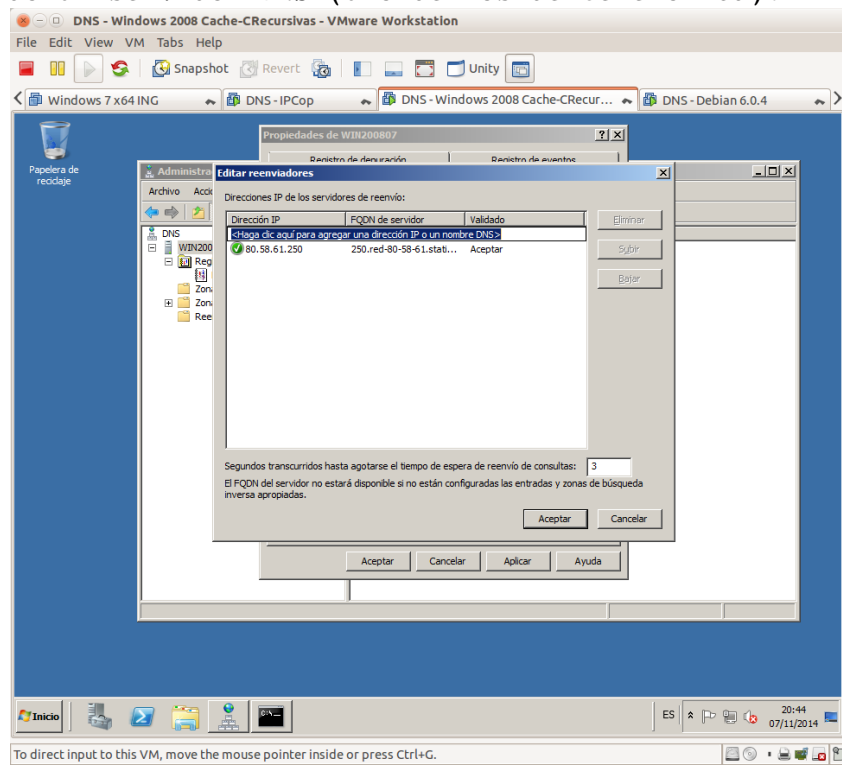 DNS - Windows 2008 Cache-CRecursivas - VMware Workstation
File Edit View VM Tabs Help
Snapshot Revert Unity
Windows 7 x64 ING DNS - IPCop DNS - Windows 2008 Cache-CRecur... DNS - Debian 6.0.4
Papelera de
reciclaje
Propiedades de WIN200807
Registro de depuración Registro de eventos
Administra
Archivo Acc
DNS
WIN200
Reg
Zon
Zon
Ree
Editar reenviadores
Direcciones IP de los servidores de reenvío:
Dirección IP FQDN de servidor Validado
<Haga clic aquí para agregar una dirección IP o un nombre DNS>
80.58.61.250 250.red-80-58-61.stati... Aceptar
Eliminar
Subir
Bajar
Segundos transcurridos hasta agotarse el tiempo de espera de reenvío de consultas: 3
El FQDN del servidor no estará disponible si no están configuradas las entradas y zonas de búsqueda
inversa apropiadas.
Aceptar Cancelar
Aceptar Cancelar Aplicar Ayuda
Inicio
ES 20:44
07/11/2014
To direct input to this VM, move the mouse pointer inside or press Ctrl+G.